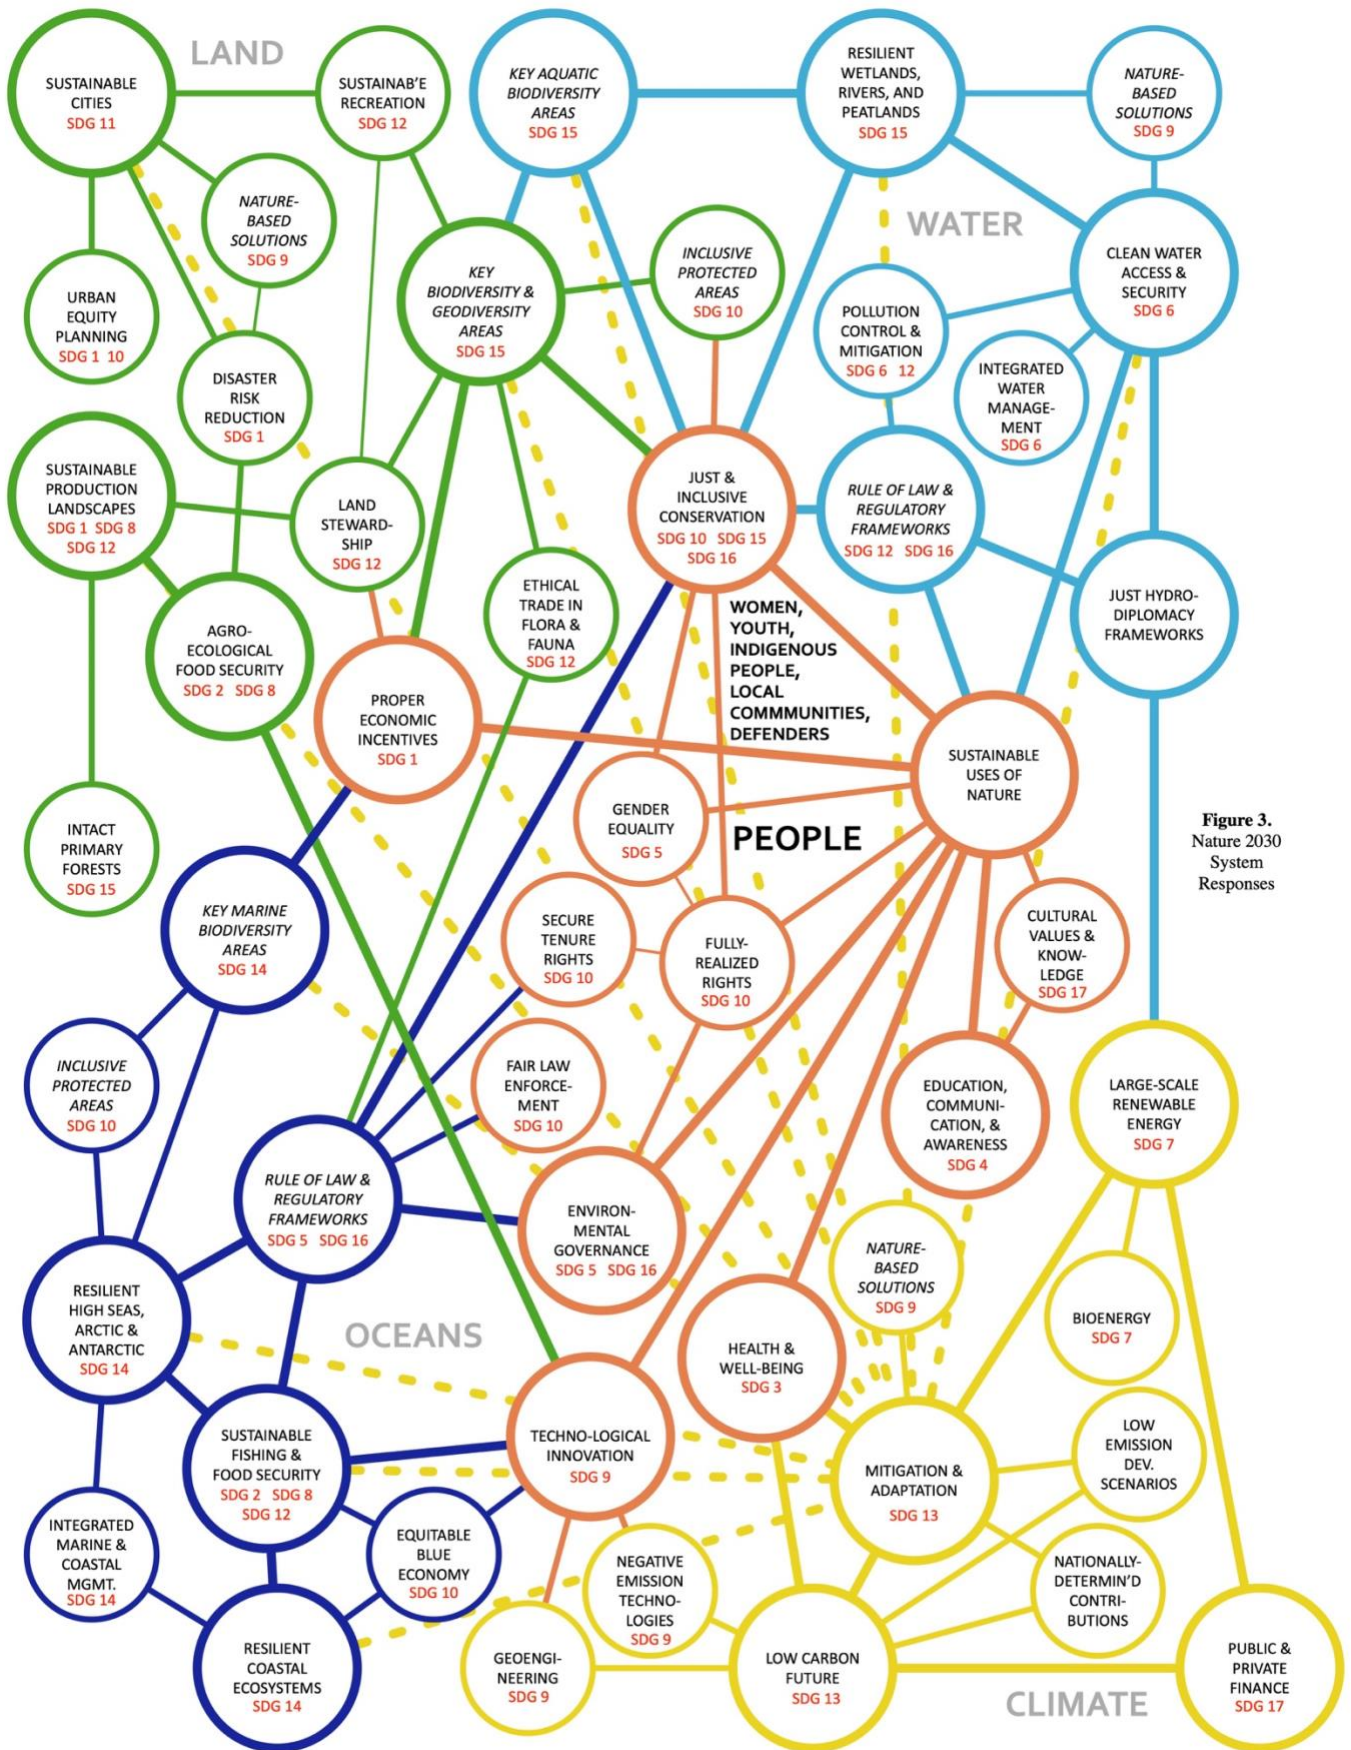 LAND
SUSTAINABLE
CITIES
SDG 11
SUSTAINAB'E
RECREATION
SDG 12
KEY AQUATIC
BIODIVERSITY
AREAS
SDG 15
RESILIENT
WETLANDS,
RIVERS, AND
PEATLANDS
SDG 15
NATURE-
BASED
SOLUTIONS
SDG 9
NATURE-
BASED
SOLUTIONS
SDG 9
WATER
KEY
BIODIVERSITY &
GEODIVERSITY
AREAS
SDG 15
INCLUSIVE
PROTECTED
AREAS
SDG 10
CLEAN WATER
ACCESS &
SECURITY
SDG 6
URBAN
EQUITY
PLANNING
SDG 1 10
POLLUTION
CONTROL &
MITIGATION
SDG 6 12
DISASTER
RISK
REDUCTION
SDG 1
INTEGRATED
WATER
MANAGE-
MENT
SDG 6
SUSTAINABLE
PRODUCTION
LANDSCAPES
SDG 1 SDG 8
SDG 12
LAND
STEWARD-
SHIP
SDG 12
JUST &
INCLUSIVE
CONSERVATION
SDG 10 SDG 15
SDG 16
RULE OF LAW &
REGULATORY
FRAMEWORKS
SDG 12 SDG 16
ETHICAL
TRADE IN
FLORA &
FAUNA
SDG 12
WOMEN,
YOUTH,
INDIGENOUS
PEOPLE,
LOCAL
COMMMUNITIES,
DEFENDERS
JUST HYDRO-
DIPLOMACY
FRAMEWORKS
AGRO-
ECOLOGICAL
FOOD SECURITY
SDG 2 SDG 8
PROPER
ECONOMIC
INCENTIVES
SDG 1
SUSTAINABLE
USES OF
NATURE
INTACT
PRIMARY
FORESTS
SDG 15
GENDER
EQUALITY
SDG 5
PEOPLE
Figure 3.
Nature 2030
System
Responses
KEY MARINE
BIODIVERSITY
AREAS
SDG 14
SECURE
TENURE
RIGHTS
SDG 10
FULLY-
REALIZED
RIGHTS
SDG 10
CULTURAL
VALUES &
KNOW-
LEDGE
SDG 17
INCLUSIVE
PROTECTED
AREAS
SDG 10
FAIR LAW
ENFORCE-
MENT
SDG 10
EDUCATION,
COMMUNI-
CATION, &
AWARENESS
SDG 4
LARGE-SCALE
RENEWABLE
ENERGY
SDG 7
RULE OF LAW &
REGULATORY
FRAMEWORKS
SDG 5 SDG 16
ENVIRON-
MENTAL
GOVERNANCE
SDG 5 SDG 16
NATURE-
BASED
SOLUTIONS
SDG 9
RESILIENT
HIGH SEAS,
ARCTIC &
ANTARCTIC
SDG 14
OCEANS
HEALTH &
WELL-BEING
SDG 3
BIOENERGY
SDG 7
SUSTAINABLE
FISHING &
FOOD SECURITY
SDG 2 SDG 8
SDG 12
TECHNO-LOGICAL
INNOVATION
SDG 9
MITIGATION &
ADAPTATION
SDG 13
LOW
EMISSION
DEV.
SCENARIOS
INTEGRATED
MARINE &
COASTAL
MGMT.
SDG 14
EQUITABLE
BLUE
ECONOMY
SDG 10
NEGATIVE
EMISSION
TECHNO-
LOGIES
SDG 9
NATIONALLY-
DETERMIN'D
CONTRI-
BUTIONS
RESILIENT
COASTAL
ECOSYSTEMS
SDG 14
GEOENGI-
NEERING
SDG 9
LOW CARBON
FUTURE
SDG 13
PUBLIC &
PRIVATE
FINANCE
SDG 17
CLIMATE